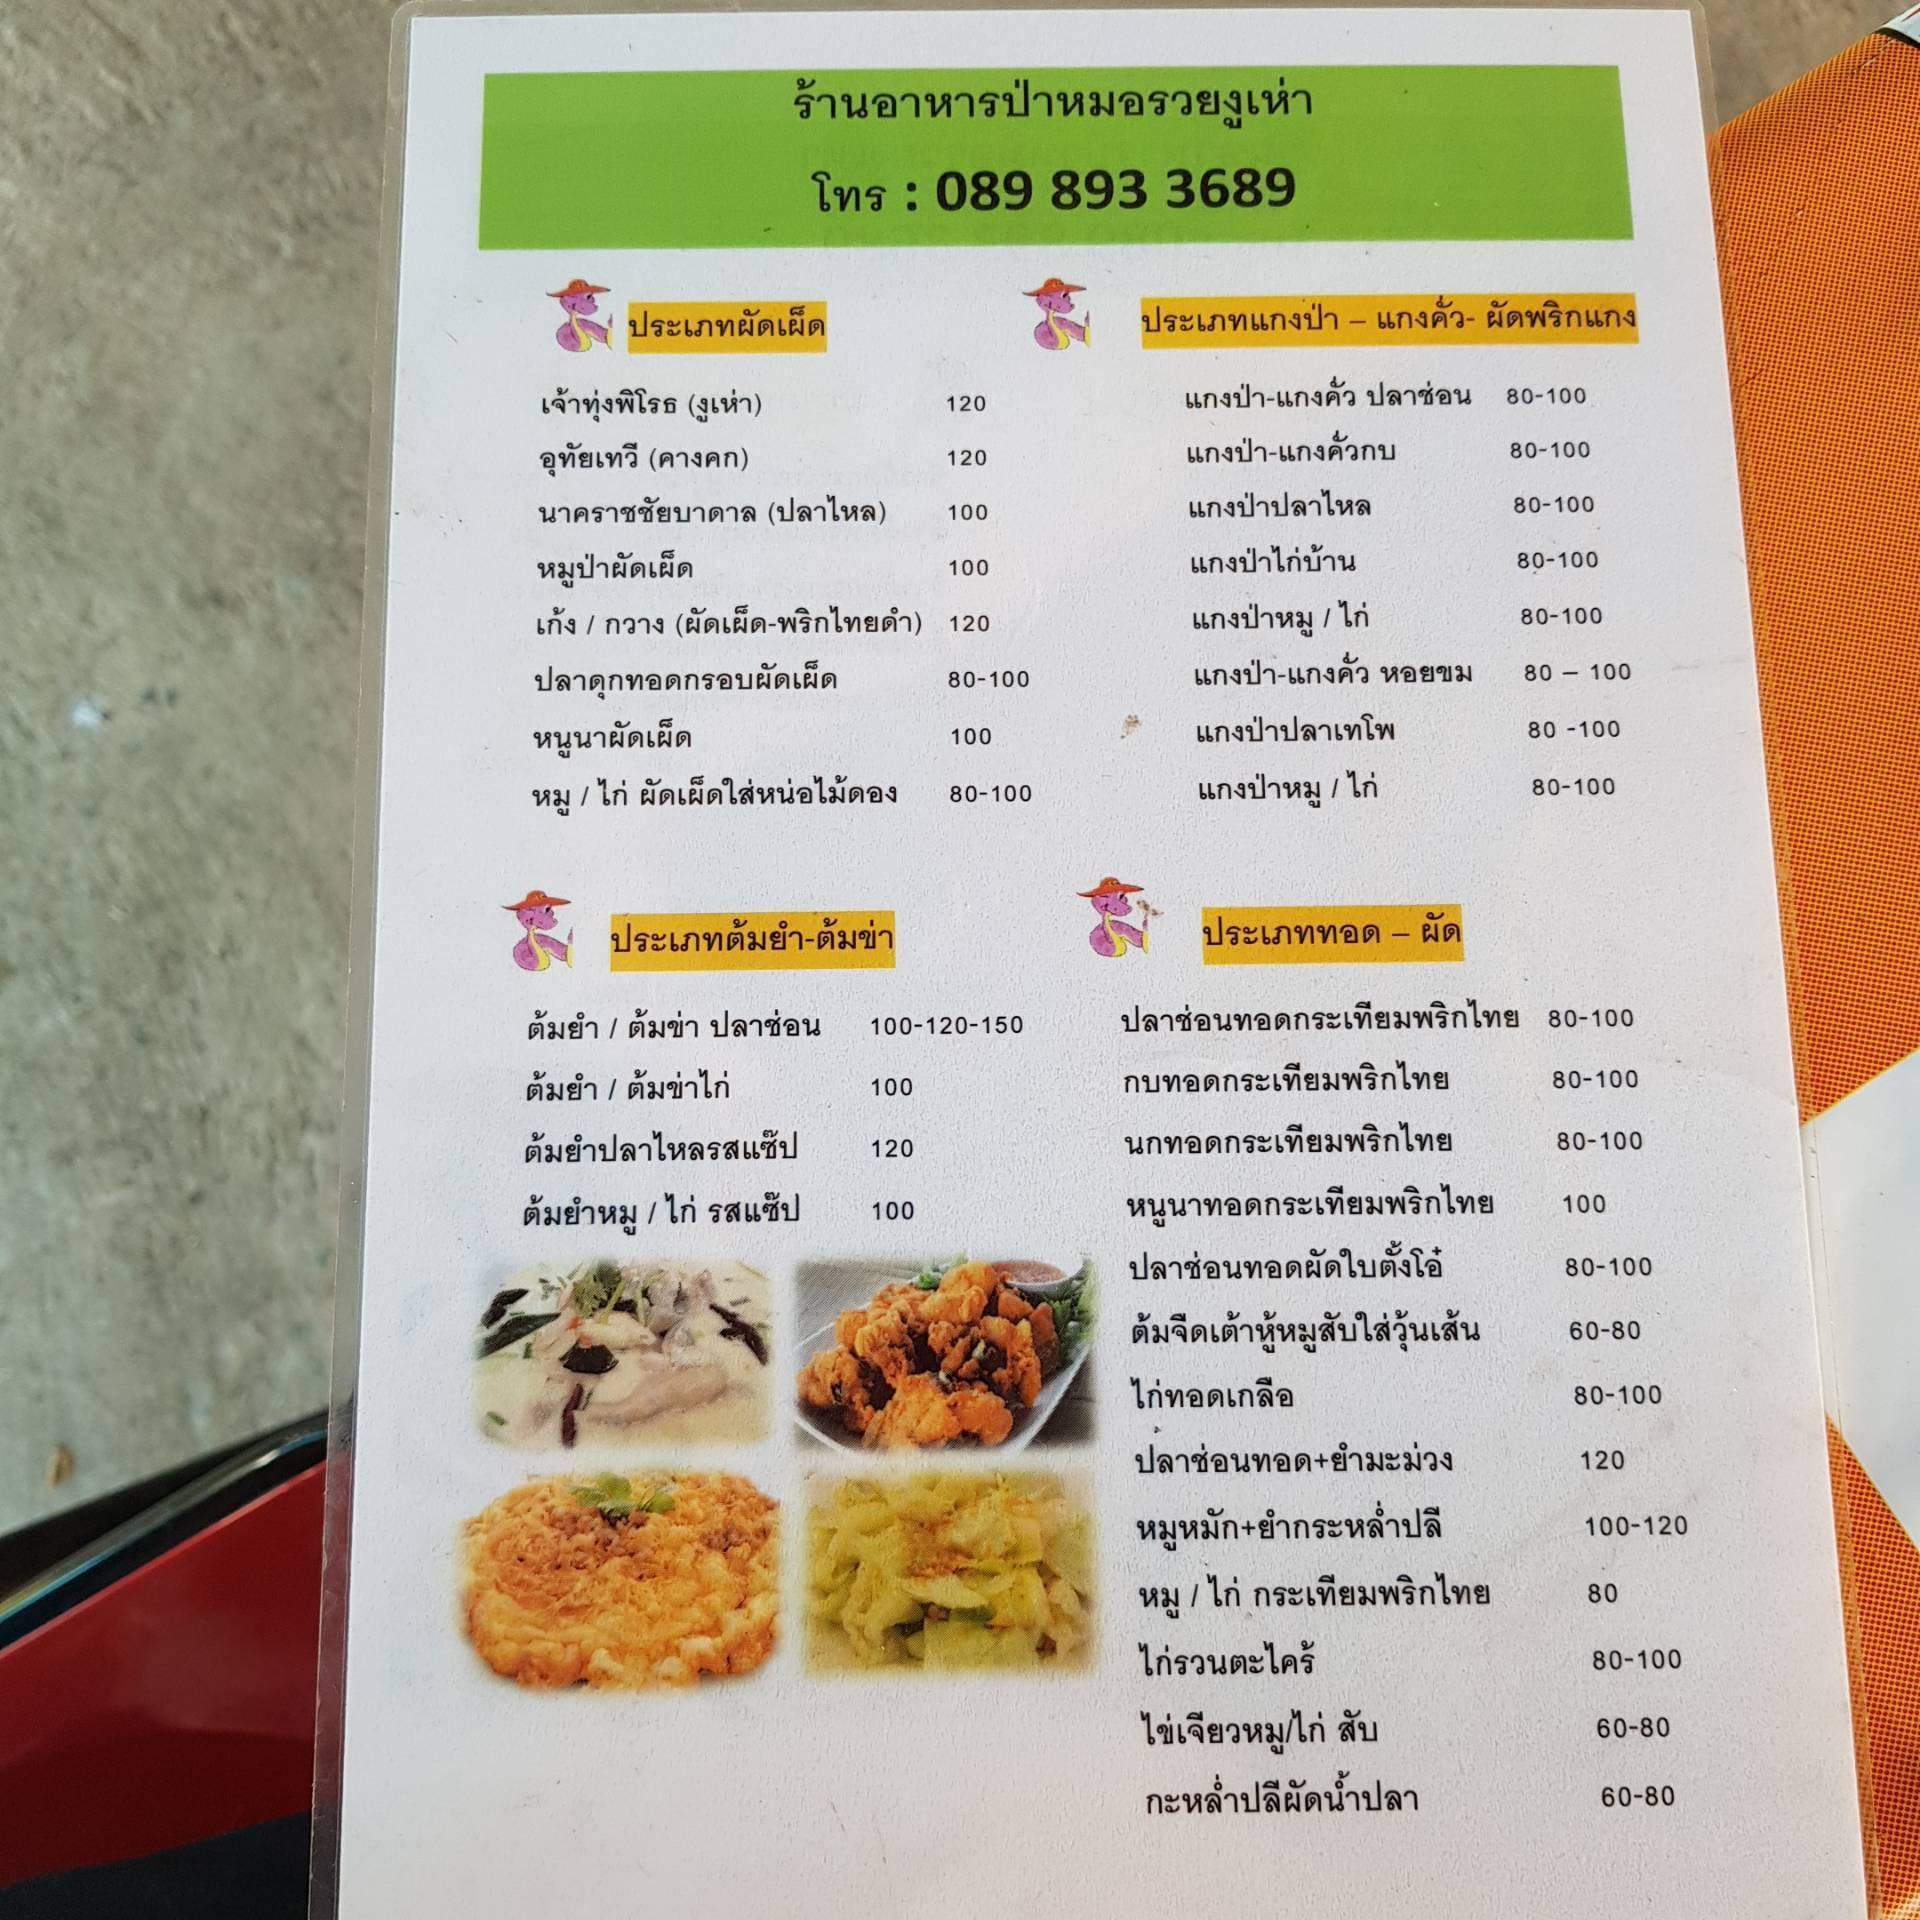 ร้านอาหารป่าหมอรวยงูเห่า
โทร : 089 893 3689
ประเภทผัดเผ็ด
เจ้าทุ่งพิโรธ (งูเห่า) 120
อุทัยเทวี (คางคก) 120
นาคราชชัยบาดาล (ปลาไหล) 100
หมูป่าผัดเผ็ด 100
เก้ง / กวาง (ผัดเผ็ด-พริกไทยดำ) 120
ปลาดุกทอดกรอบผัดเผ็ด 80-100
หนูนาผัดเผ็ด 100
หมู / ไก่ ผัดเผ็ดใส่หน่อไม้ดอง 80-100
ประเภทแกงป่า – แกงคั่ว- ผัดพริกแกง
แกงป่า-แกงคั่ว ปลาช่อน 80-100
แกงป่า-แกงคั่วกบ 80-100
แกงป่าปลาไหล 80-100
แกงป่าไก่บ้าน 80-100
แกงป่าหมู / ไก่ 80-100
แกงป่า-แกงคั่ว หอยขม 80 – 100
แกงป่าปลาเทโพ 80 -100
แกงป่าหมู / ไก่ 80-100
ประเภทต้มยำ-ต้มข่า
ต้มยำ / ต้มข่า ปลาช่อน 100-120-150
ต้มยำ / ต้มข่าไก่ 100
ต้มยำปลาไหลรสแซ๊ป 120
ต้มยำหมู / ไก่ รสแซ๊ป 100
ประเภททอด – ผัด
ปลาช่อนทอดกระเทียมพริกไทย 80-100
กบทอดกระเทียมพริกไทย 80-100
นกทอดกระเทียมพริกไทย 80-100
หนูนาทอดกระเทียมพริกไทย 100
ปลาช่อนทอดผัดใบตั้งโอ๋ 80-100
ต้มจืดเต้าหู้หมูสับใส่วุ้นเส้น 60-80
ไก่ทอดเกลือ 80-100
ปลาช่อนทอด+ยำมะม่วง 120
หมูหมัก+ยำกระหล่ำปลี 100-120
หมู / ไก่ กระเทียมพริกไทย 80
ไก่รวนตะไคร้ 80-100
ไข่เจียวหมู/ไก่ สับ 60-80
กะหล่ำปลีผัดน้ำปลา 60-80